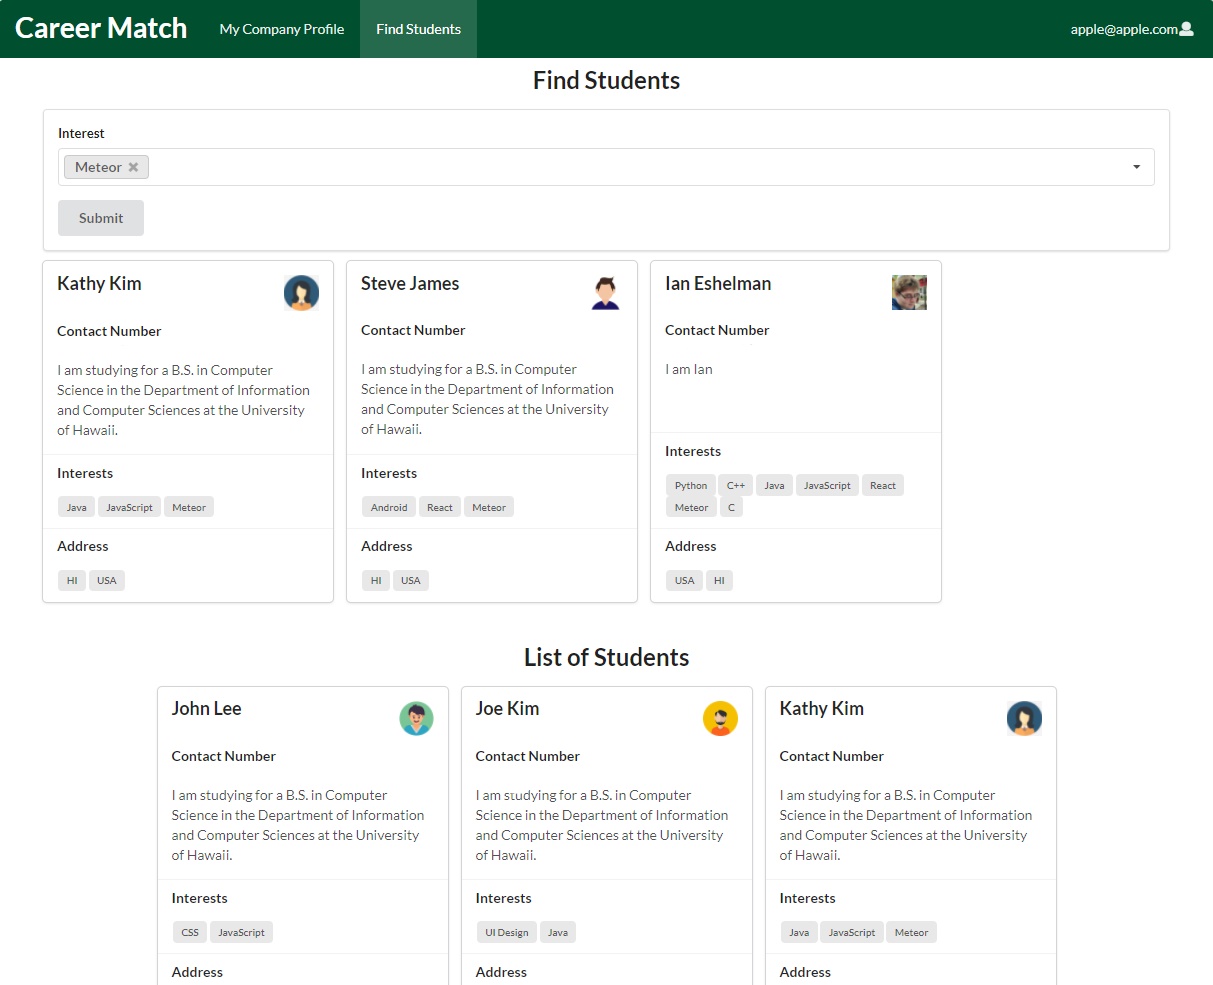 Career Match
My Company Profile
Find Students
apple@apple.com
Find Students
Interest
Meteor
Submit
Kathy Kim
Contact Number
I am studying for a B.S. in Computer
Science in the Department of Information
and Computer Sciences at the University
of Hawaii.
Interests
Java JavaScript Meteor
Address
HI USA
Steve James
Contact Number
I am studying for a B.S. in Computer
Science in the Department of Information
and Computer Sciences at the University
of Hawaii.
Interests
Android React Meteor
Address
HI USA
Ian Eshelman
Contact Number
I am Ian
Interests
Python C++ Java JavaScript React
Meteor C
Address
USA HI
List of Students
John Lee
Contact Number
I am studying for a B.S. in Computer
Science in the Department of Information
and Computer Sciences at the University
of Hawaii.
Interests
CSS JavaScript
Address
Joe Kim
Contact Number
I am studying for a B.S. in Computer
Science in the Department of Information
and Computer Sciences at the University
of Hawaii.
Interests
UI Design Java
Address
Kathy Kim
Contact Number
I am studying for a B.S. in Computer
Science in the Department of Information
and Computer Sciences at the University
of Hawaii.
Interests
Java JavaScript Meteor
Address